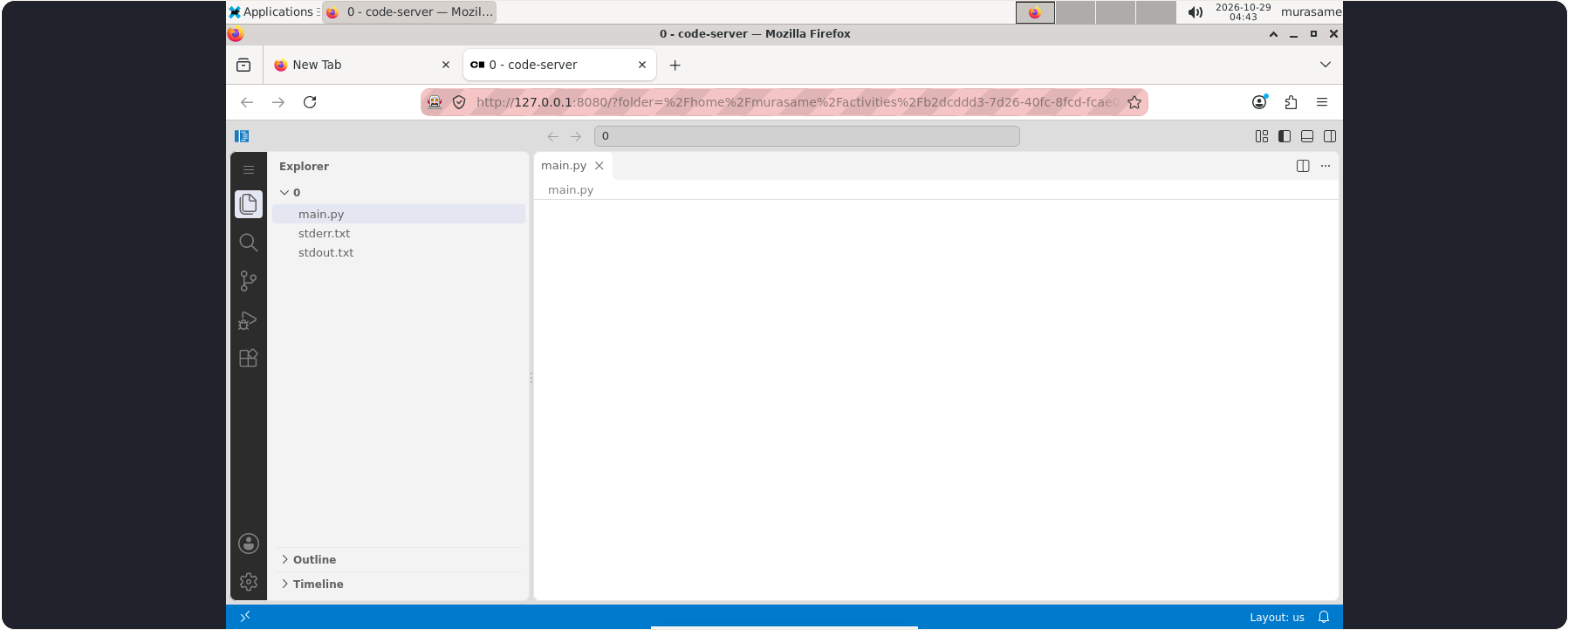 Applications 0 - code-server — Mozil... 2026-10-29 04:43 murasame
0 - code-server — Mozilla Firefox
New Tab 0 - code-server
http://127.0.0.1:8080/?folder=%2Fhome%2Fmurasame%2Factivities%2Fb2dcddd3-7d26-40fc-8fcd-fcae0
0
Explorer main.py
0 main.py
main.py
stderr.txt
stdout.txt
Outline
Timeline
Layout: us